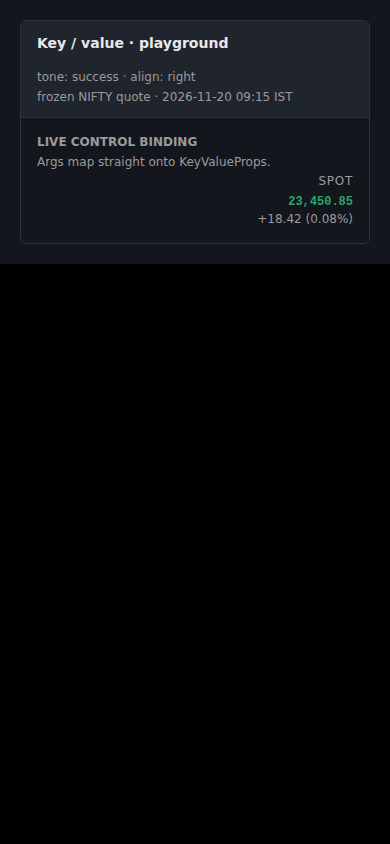 Key / value · playground
tone: success · align: right
frozen NIFTY quote · 2026-11-20 09:15 IST
LIVE CONTROL BINDING
Args map straight onto KeyValueProps.
SPOT
23,450.85
+18.42 (0.08%)